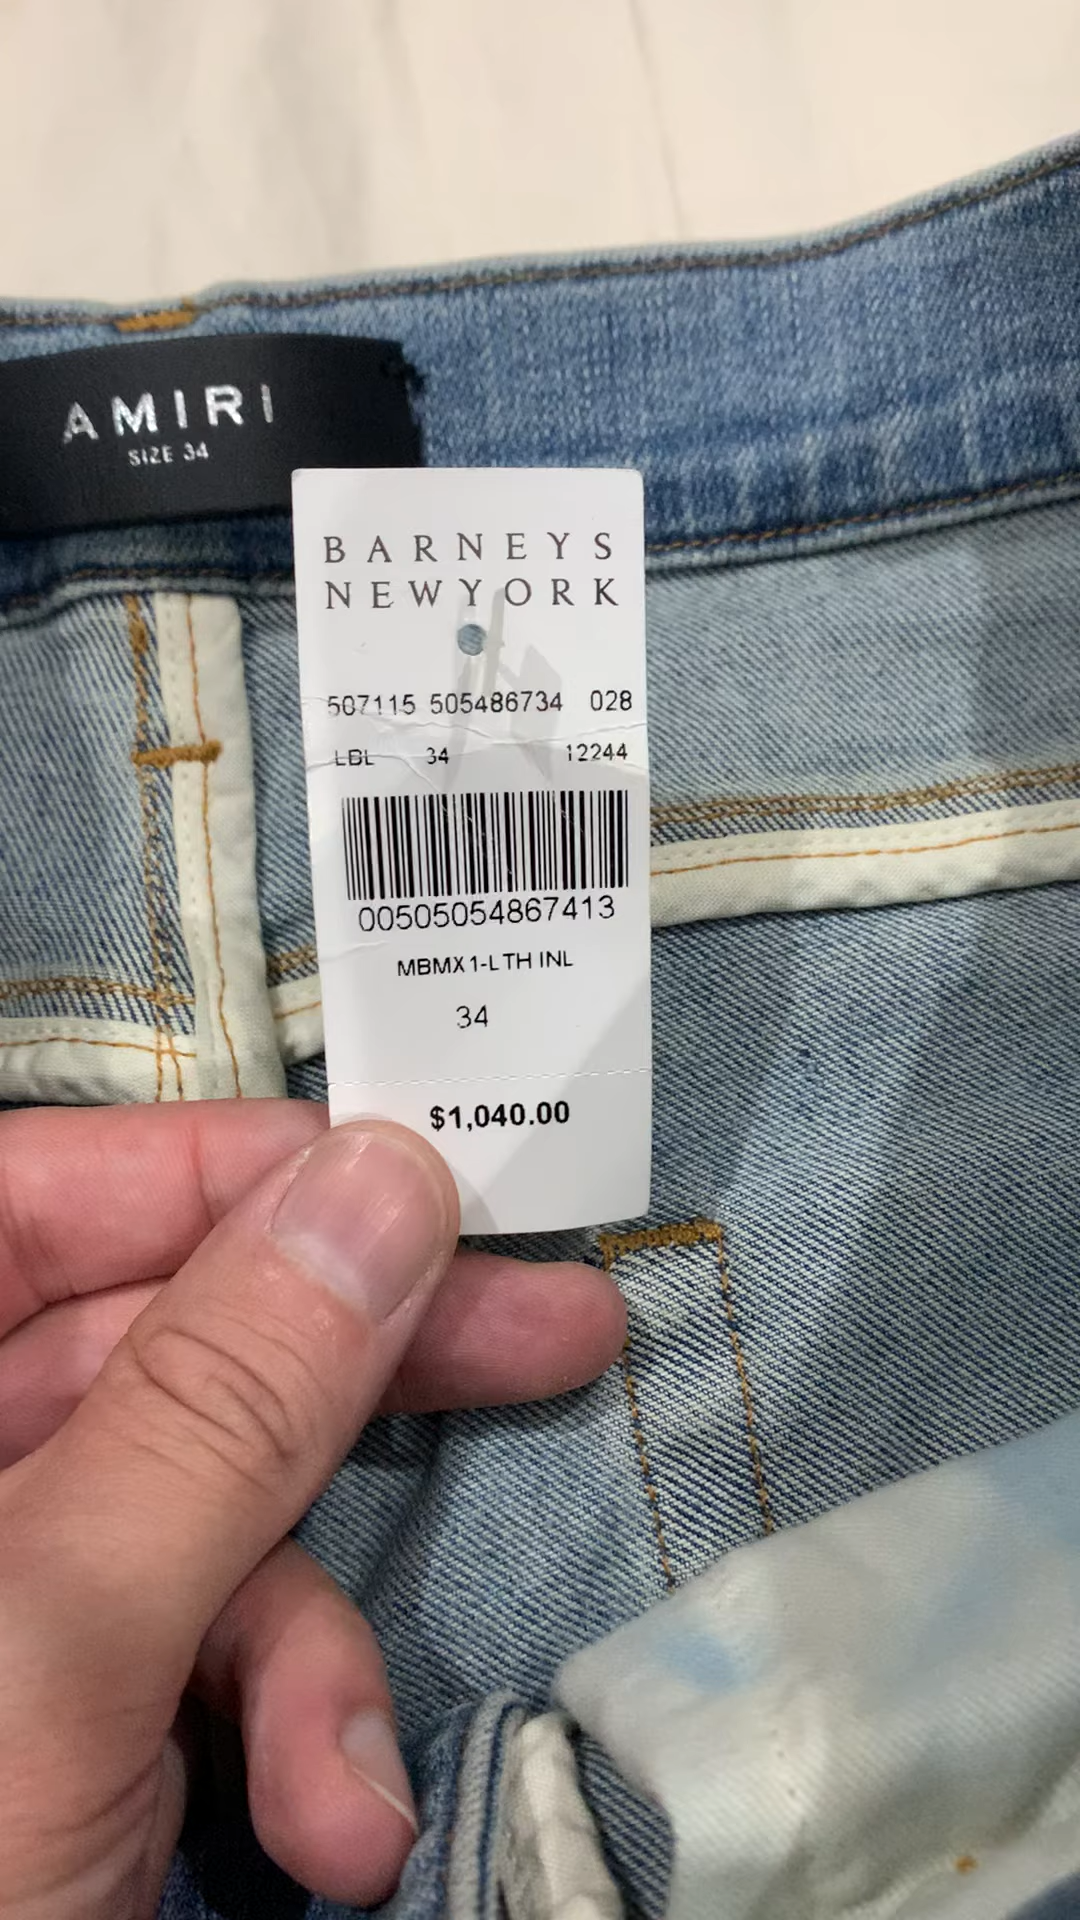 AMIRI
SIZE 34
BARNEYS
NEWYORK
507115 505486734 028
LBL 34 12244
00505054867413
MBMX1-LTH INL
34
$1,040.00